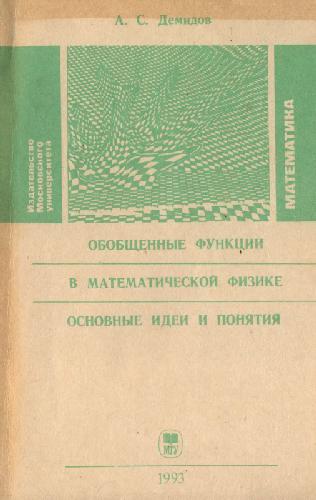 А. С. Демидов
Издательство
Московского
университета
МАТЕМАТИКА
ОБОБЩЕННЫЕ ФУНКЦИИ
В МАТЕМАТИЧЕСКОЙ ФИЗИКЕ
ОСНОВНЫЕ ИДЕИ И ПОНЯТИЯ
МГУ
1993